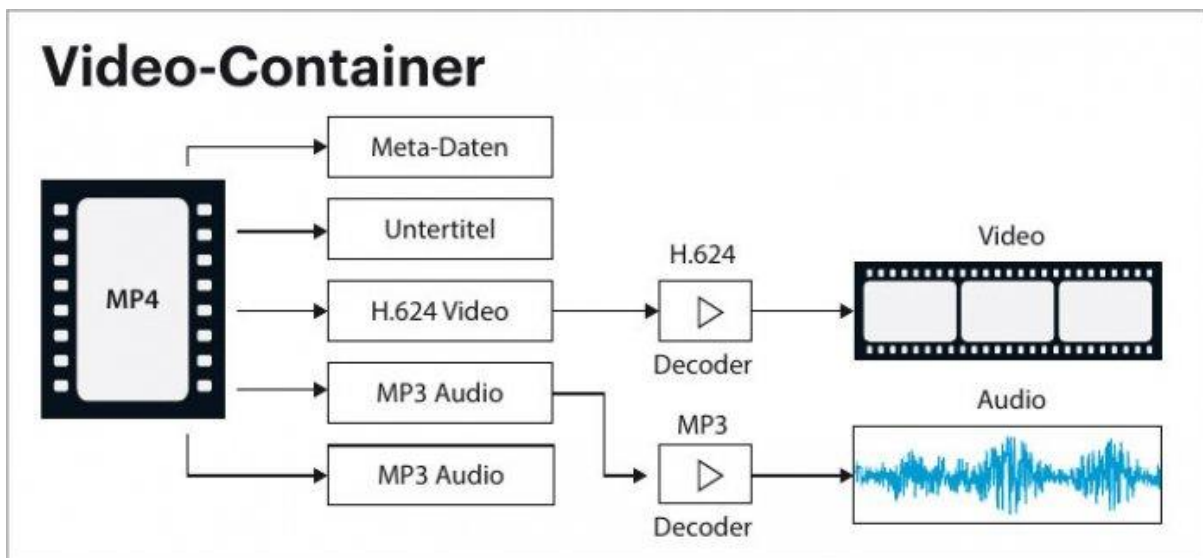 Video-Container
MP4
Meta-Daten
Untertitel
H.624 Video
MP3 Audio
MP3 Audio
H.624
Decoder
MP3
Decoder
Video
Audio